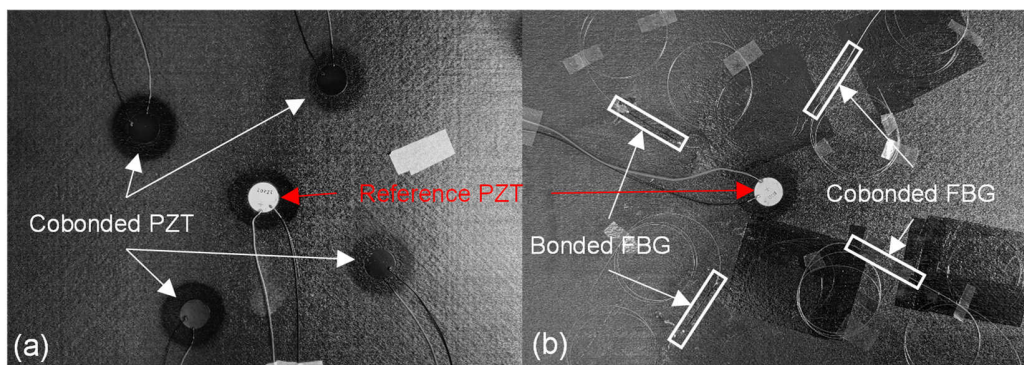 Cobonded PZT
Reference PZT
Cobonded FBG
Bonded FBG
(a)
(b)